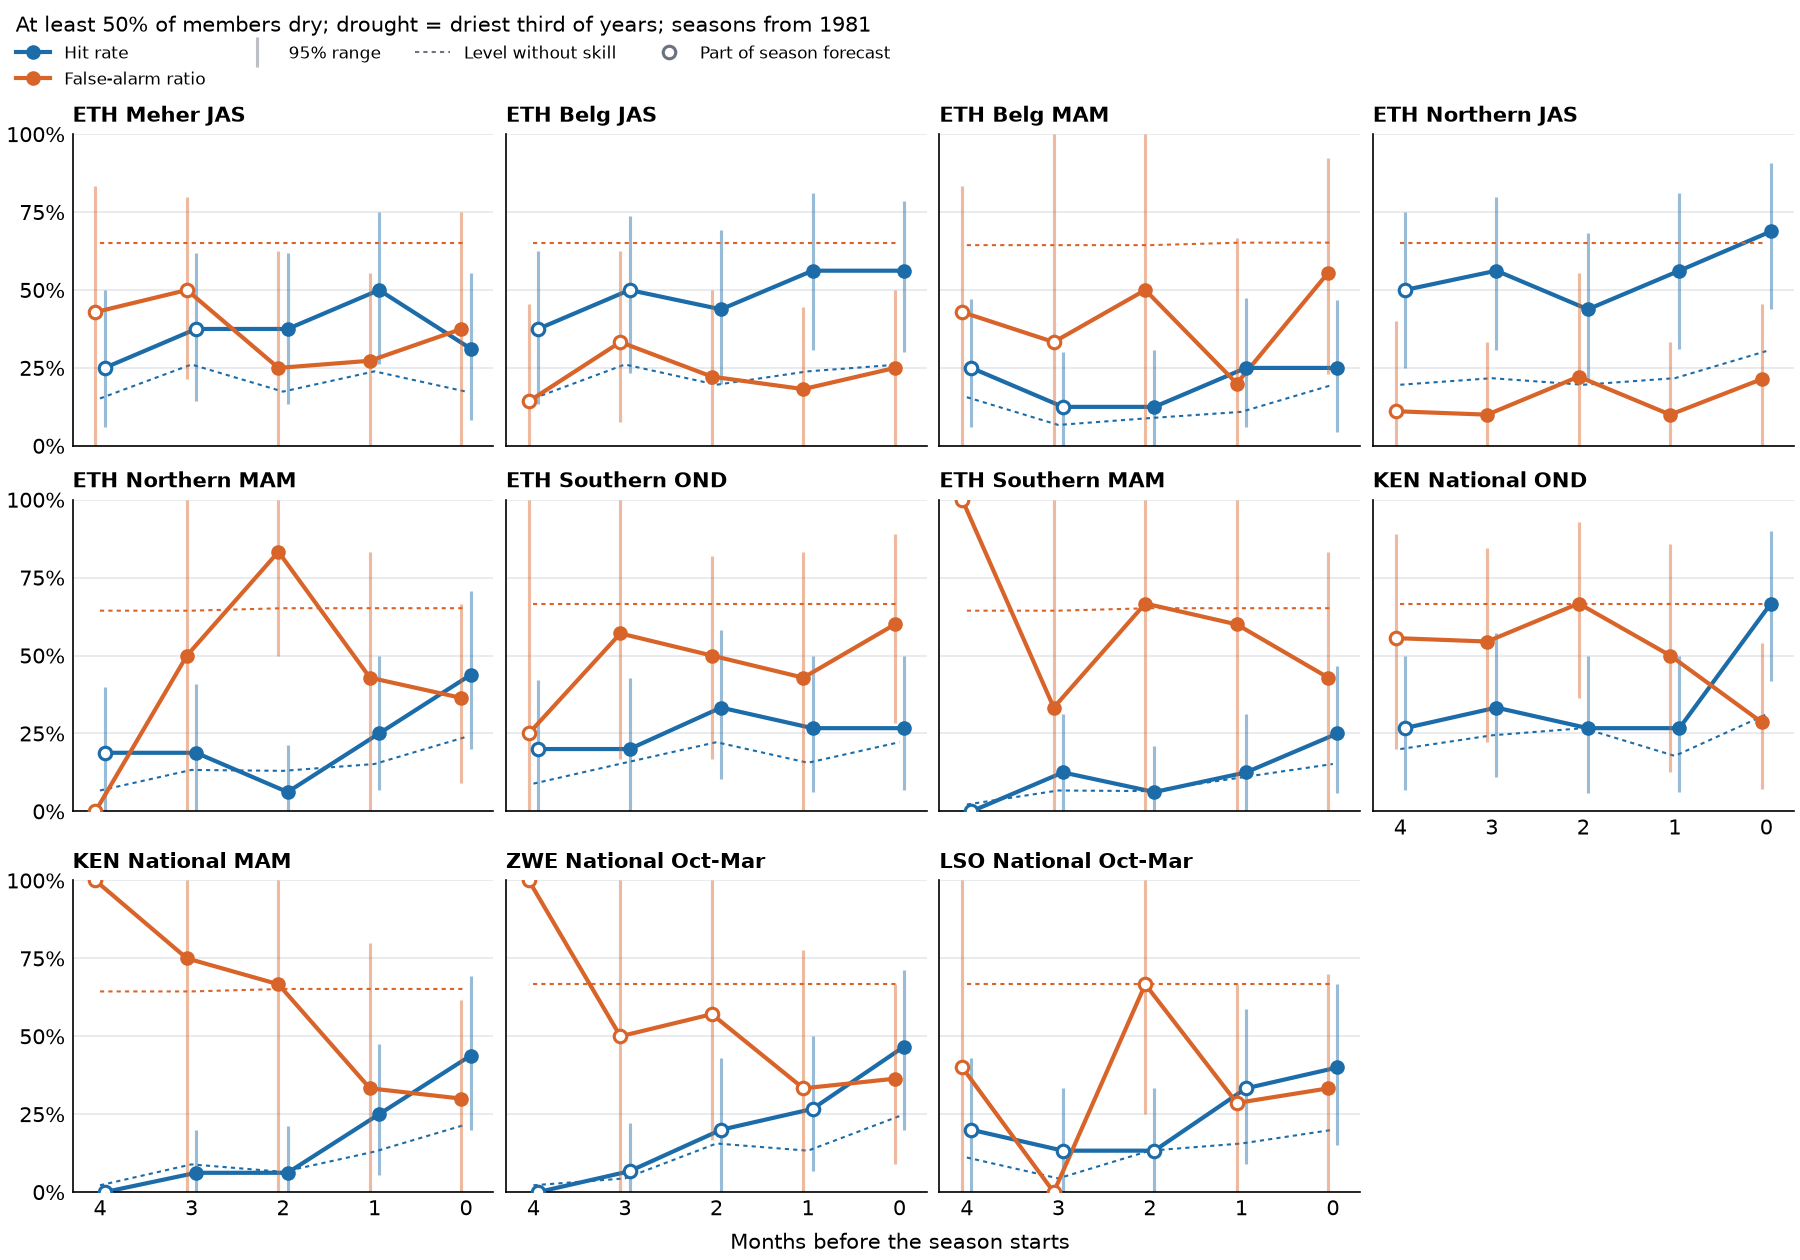 At least 50% of members dry; drought = driest third of years; seasons from 1981
Hit rate
95% range
Level without skill
Part of season forecast
False-alarm ratio
ETH Meher JAS
ETH Belg JAS
ETH Belg MAM
ETH Northern JAS
100%
75%
50%
25%
0%
ETH Northern MAM
ETH Southern OND
ETH Southern MAM
KEN National OND
100%
75%
50%
25%
0%
4 3 2 1 0
KEN National MAM
ZWE National Oct-Mar
LSO National Oct-Mar
100%
75%
50%
25%
0%
4 3 2 1 0
4 3 2 1 0
4 3 2 1 0
Months before the season starts